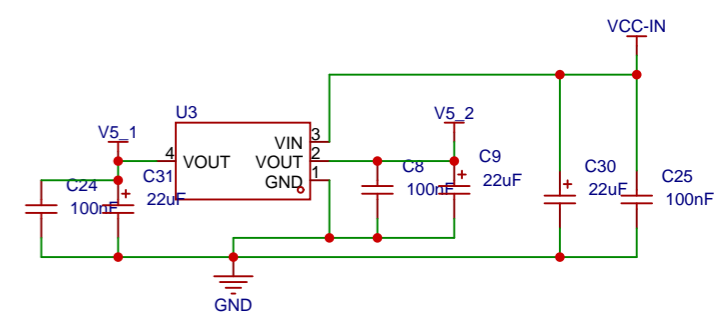 VCC-IN
U3
V5_1
V5_2
VIN 3
4 VOUT VOUT 2
GND 1
C24
100nF
C31
22uF
C8
100nF
C9
22uF
C30
22uF
C25
100nF
GND